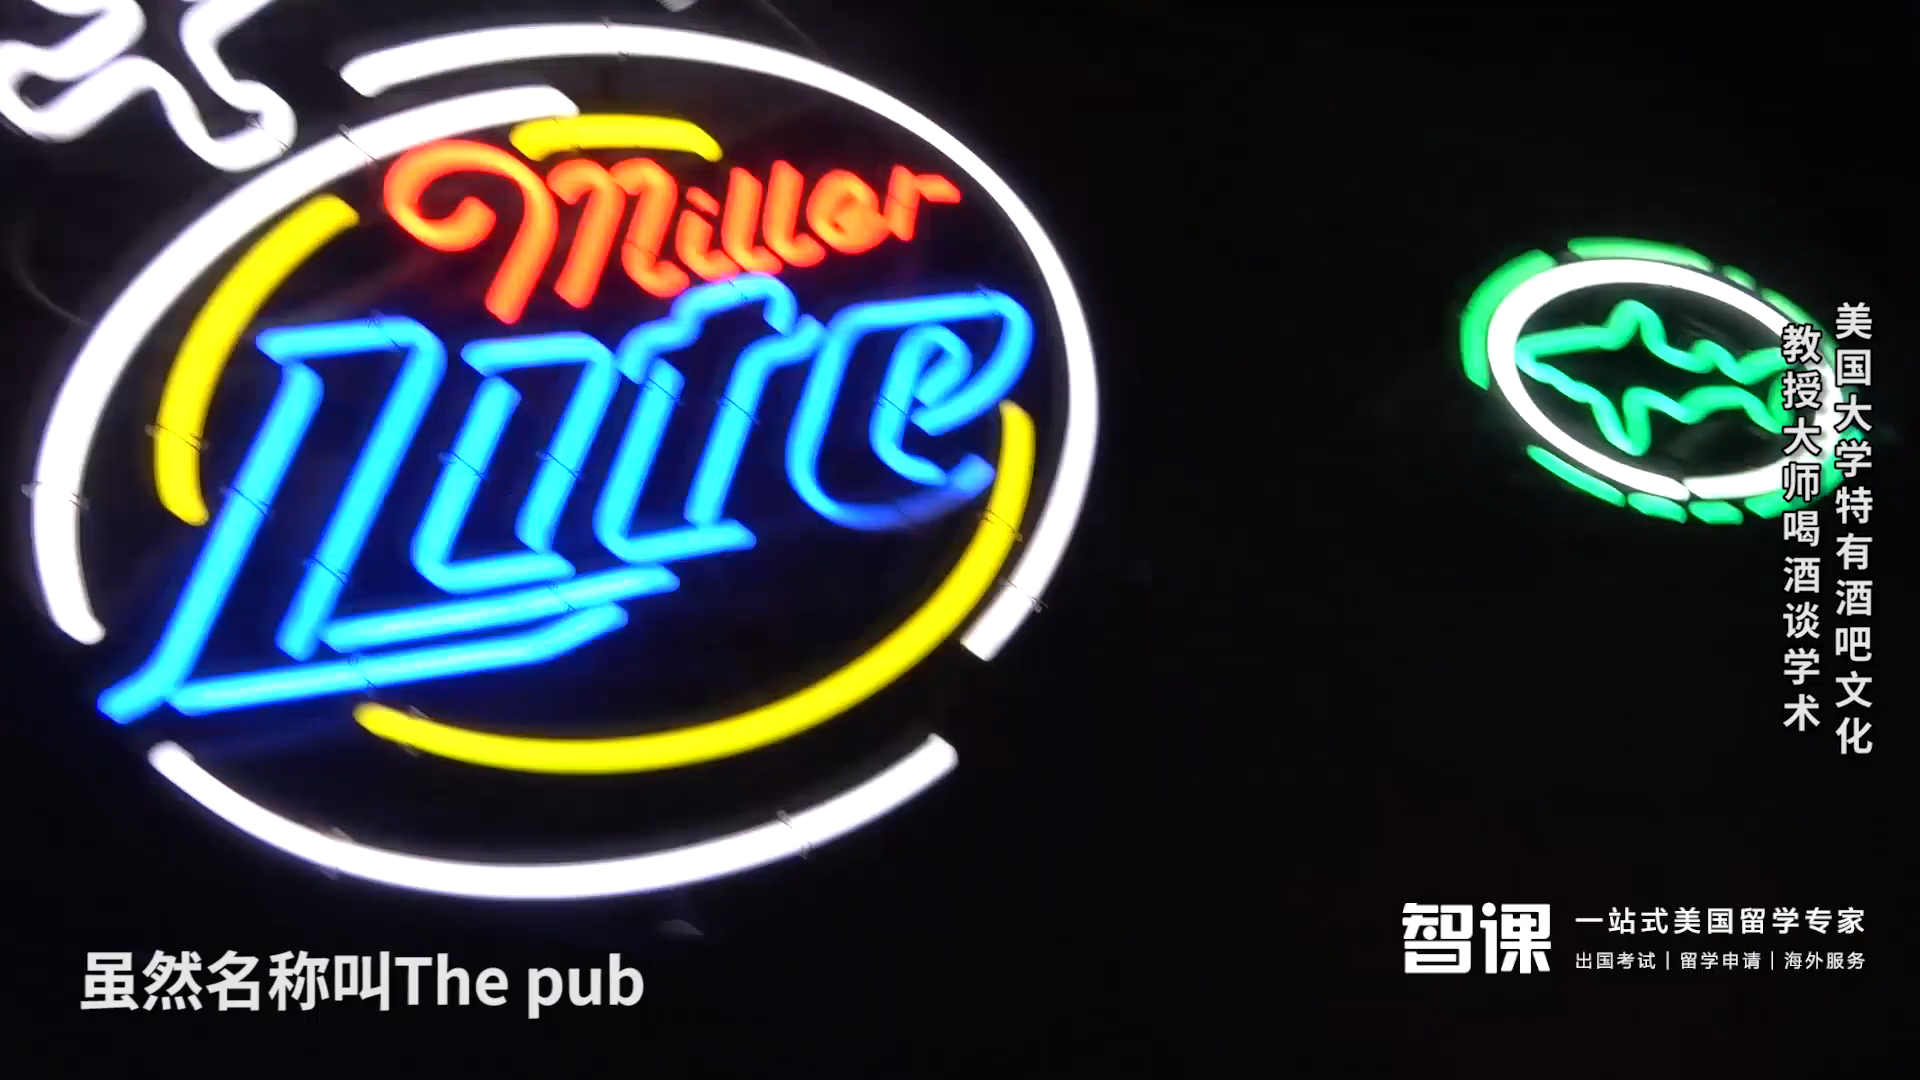 Miller
Lite
美国大学特有酒吧文化
教授大师喝酒谈学术
智课
一站式美国留学专家
出国考试 | 留学申请 | 海外服务
虽然名称叫The pub